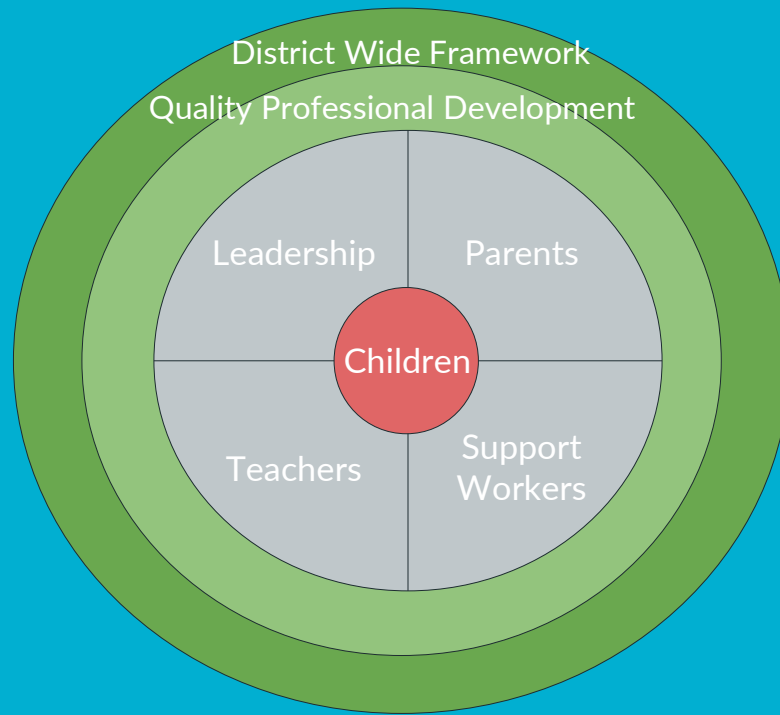 District Wide Framework
Quality Professional Development
Leadership
Parents
Children
Teachers
Support
Workers